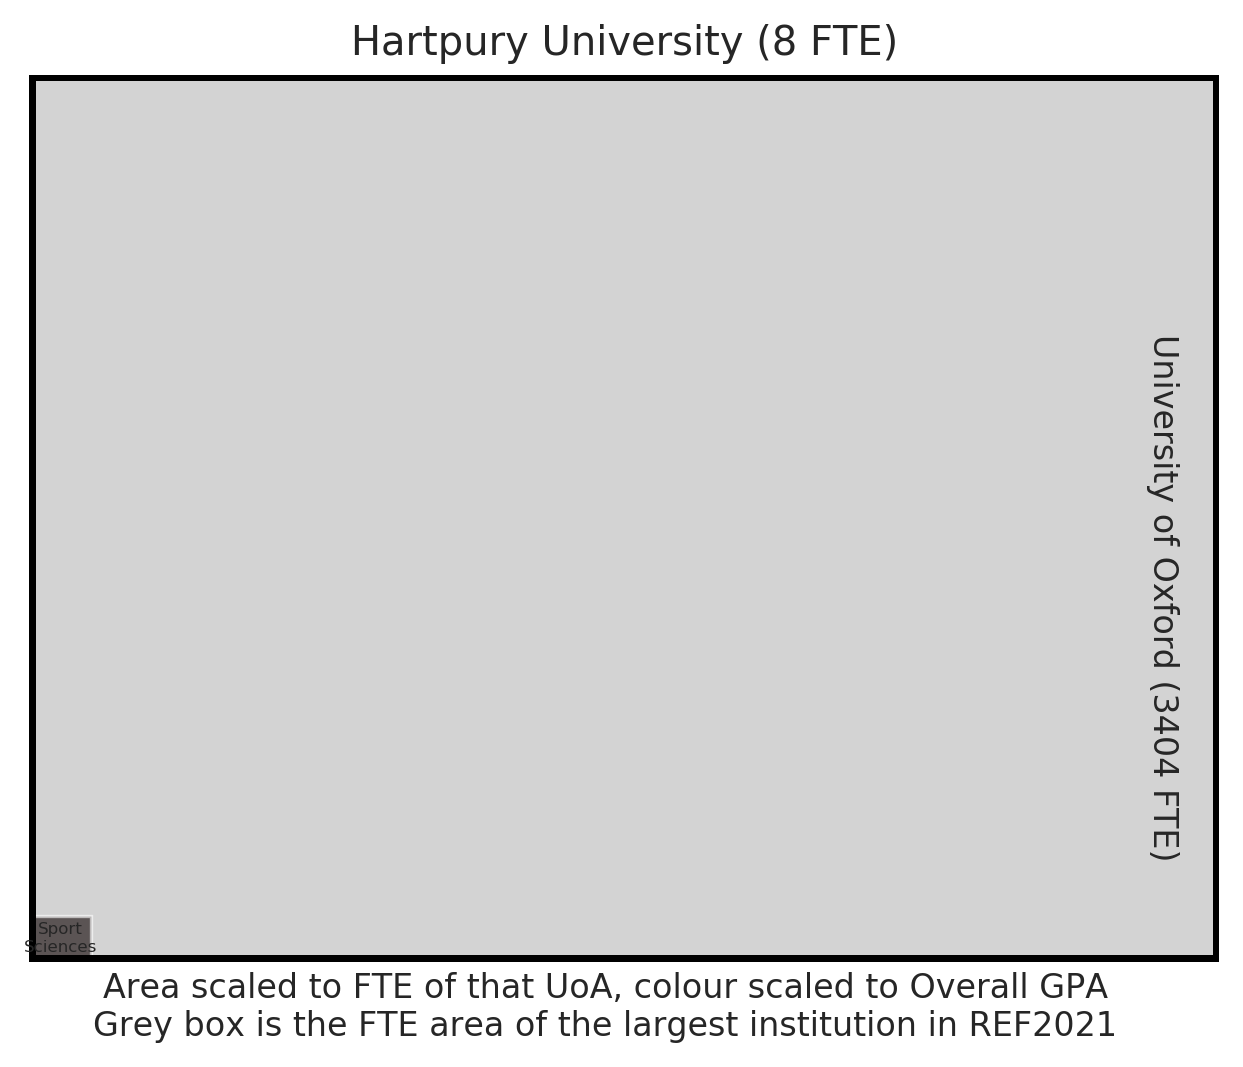 Hartpury University (8 FTE)
University of Oxford (3404 FTE)
Sport
Sciences
Area scaled to FTE of that UoA, colour scaled to Overall GPA
Grey box is the FTE area of the largest institution in REF2021